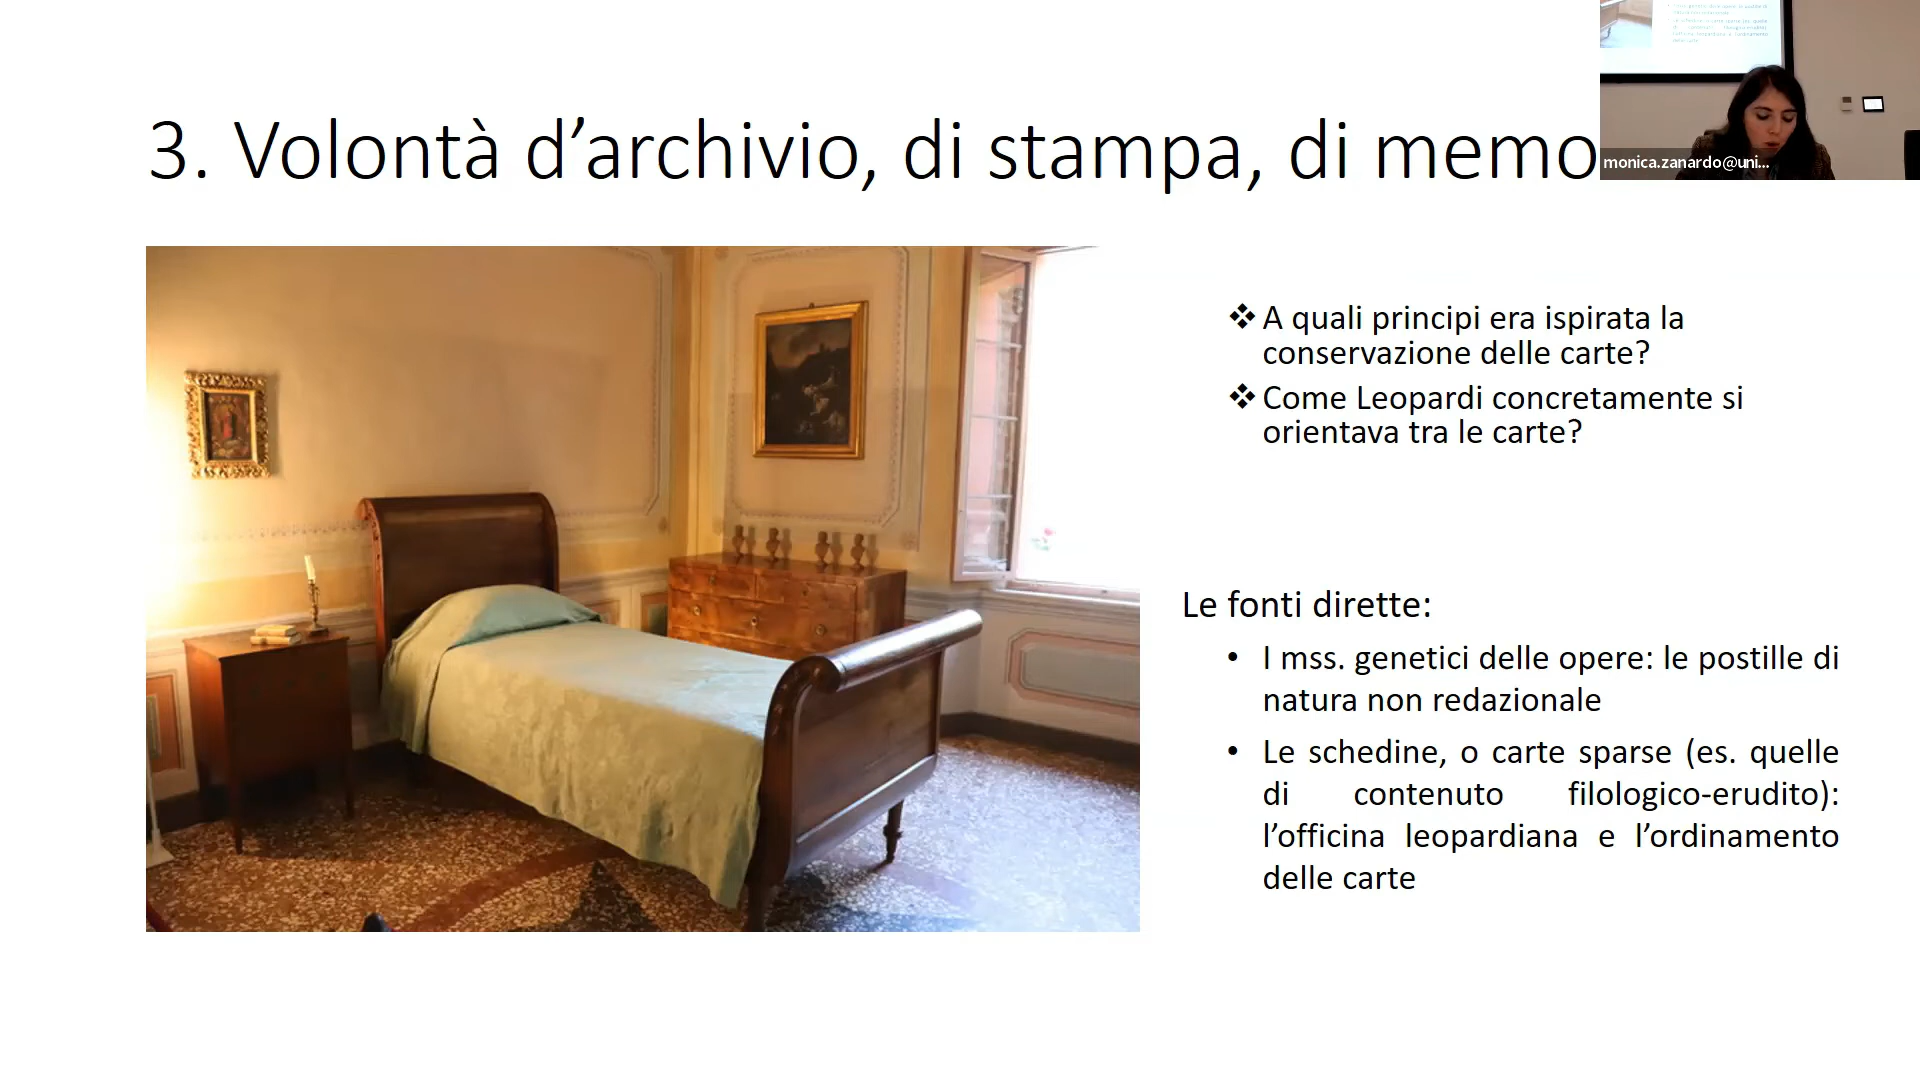 3. Volontà d’archivio, di stampa, di memo
monica.zanardo@uni...
❖ A quali principi era ispirata la
conservazione delle carte?
❖ Come Leopardi concretamente si
orientava tra le carte?
Le fonti dirette:
• I mss. genetici delle opere: le postille di
natura non redazionale
• Le schedine, o carte sparse (es. quelle
di contenuto filologico-erudito):
l’officina leopardiana e l’ordinamento
delle carte